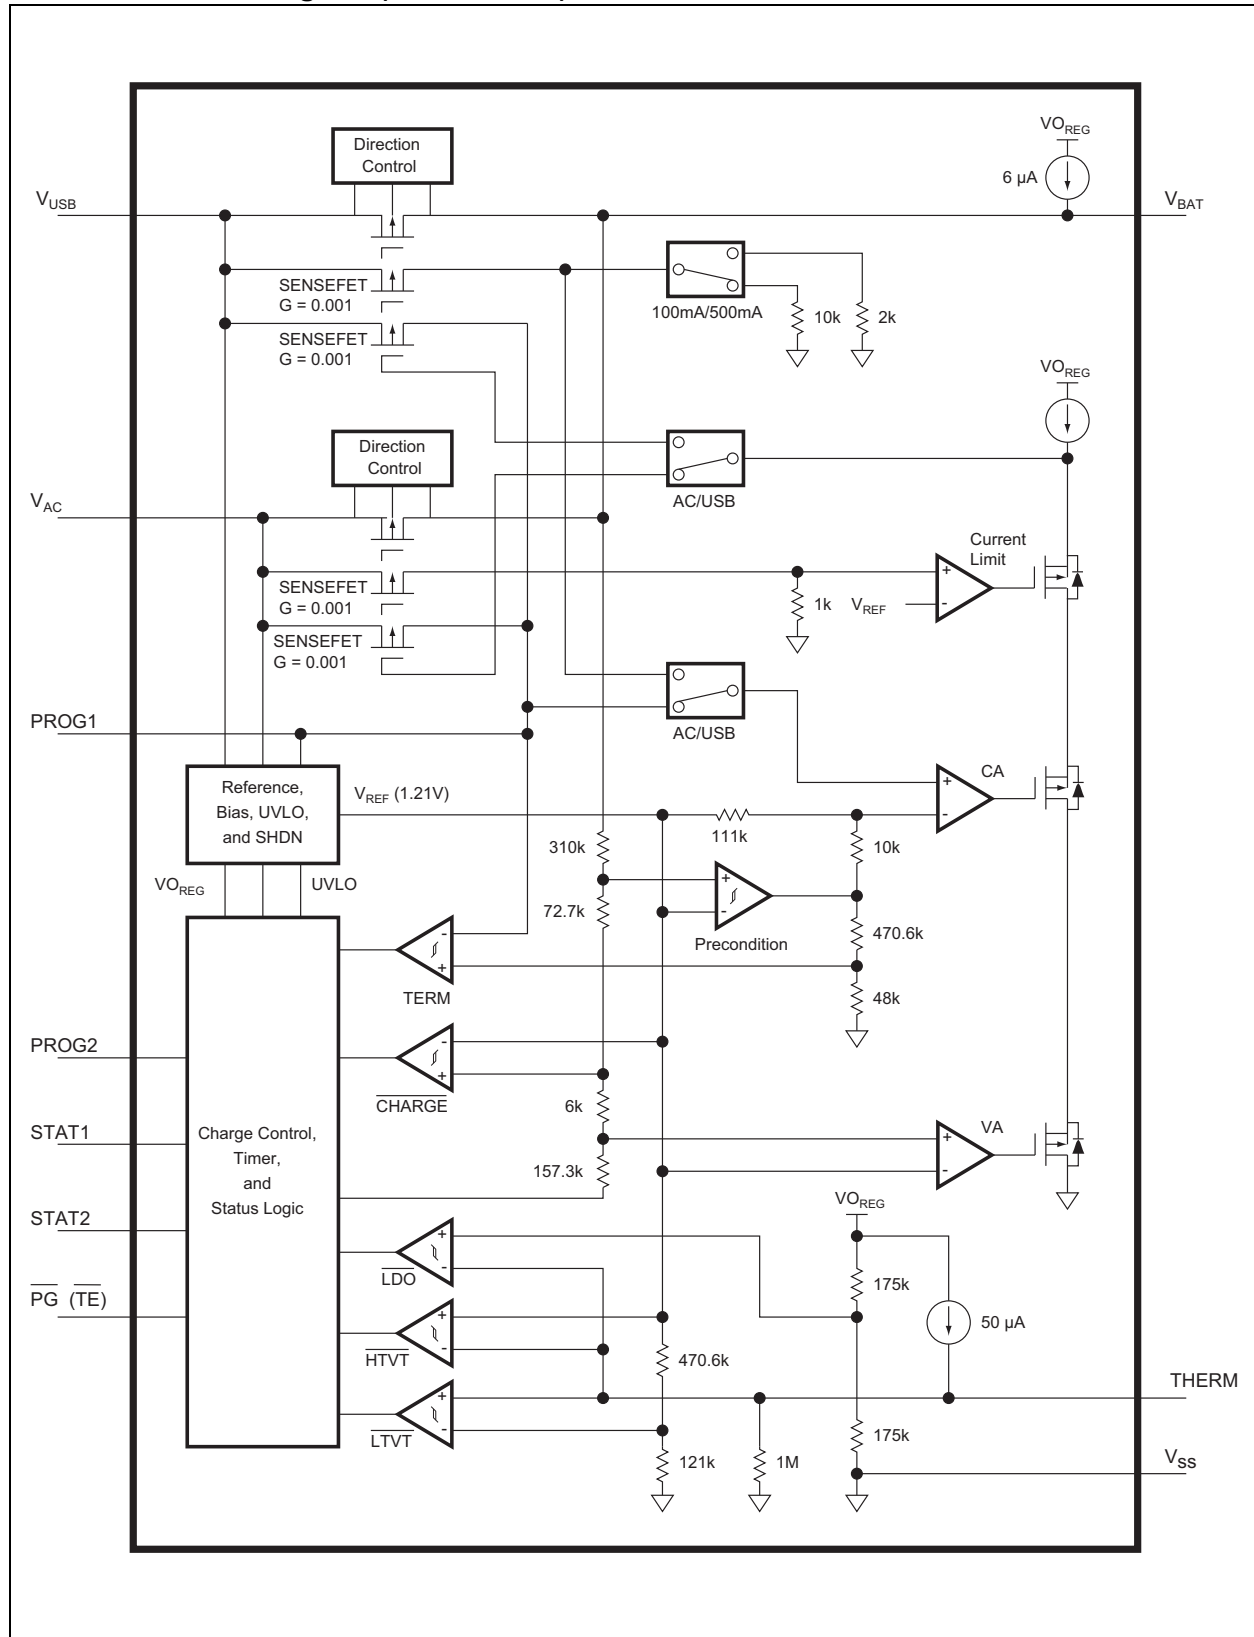 Direction
Control
VO_REG
6 µA
V_USB
V_BAT
SENSEFET
G = 0.001
100mA/500mA
10k
2k
SENSEFET
G = 0.001
VO_REG
Direction
Control
AC/USB
V_AC
Current
Limit
+
-
SENSEFET
G = 0.001
1k
V_REF
SENSEFET
G = 0.001
PROG1
AC/USB
Reference,
Bias, UVLO,
and SHDN
V_REF (1.21V)
+
-
CA
111k
310k
10k
VO_REG
UVLO
+
-
72.7k
470.6k
Precondition
-
+
TERM
48k
PROG2
-
+
CHARGE
6k
STAT1
Charge Control,
Timer,
and
Status Logic
VA
+
-
157.3k
VO_REG
STAT2
+
-
LDO
175k
PG (TE)
+
-
HTVT
470.6k
50 µA
THERM
+
-
LTVT
121k
1M
175k
V_SS